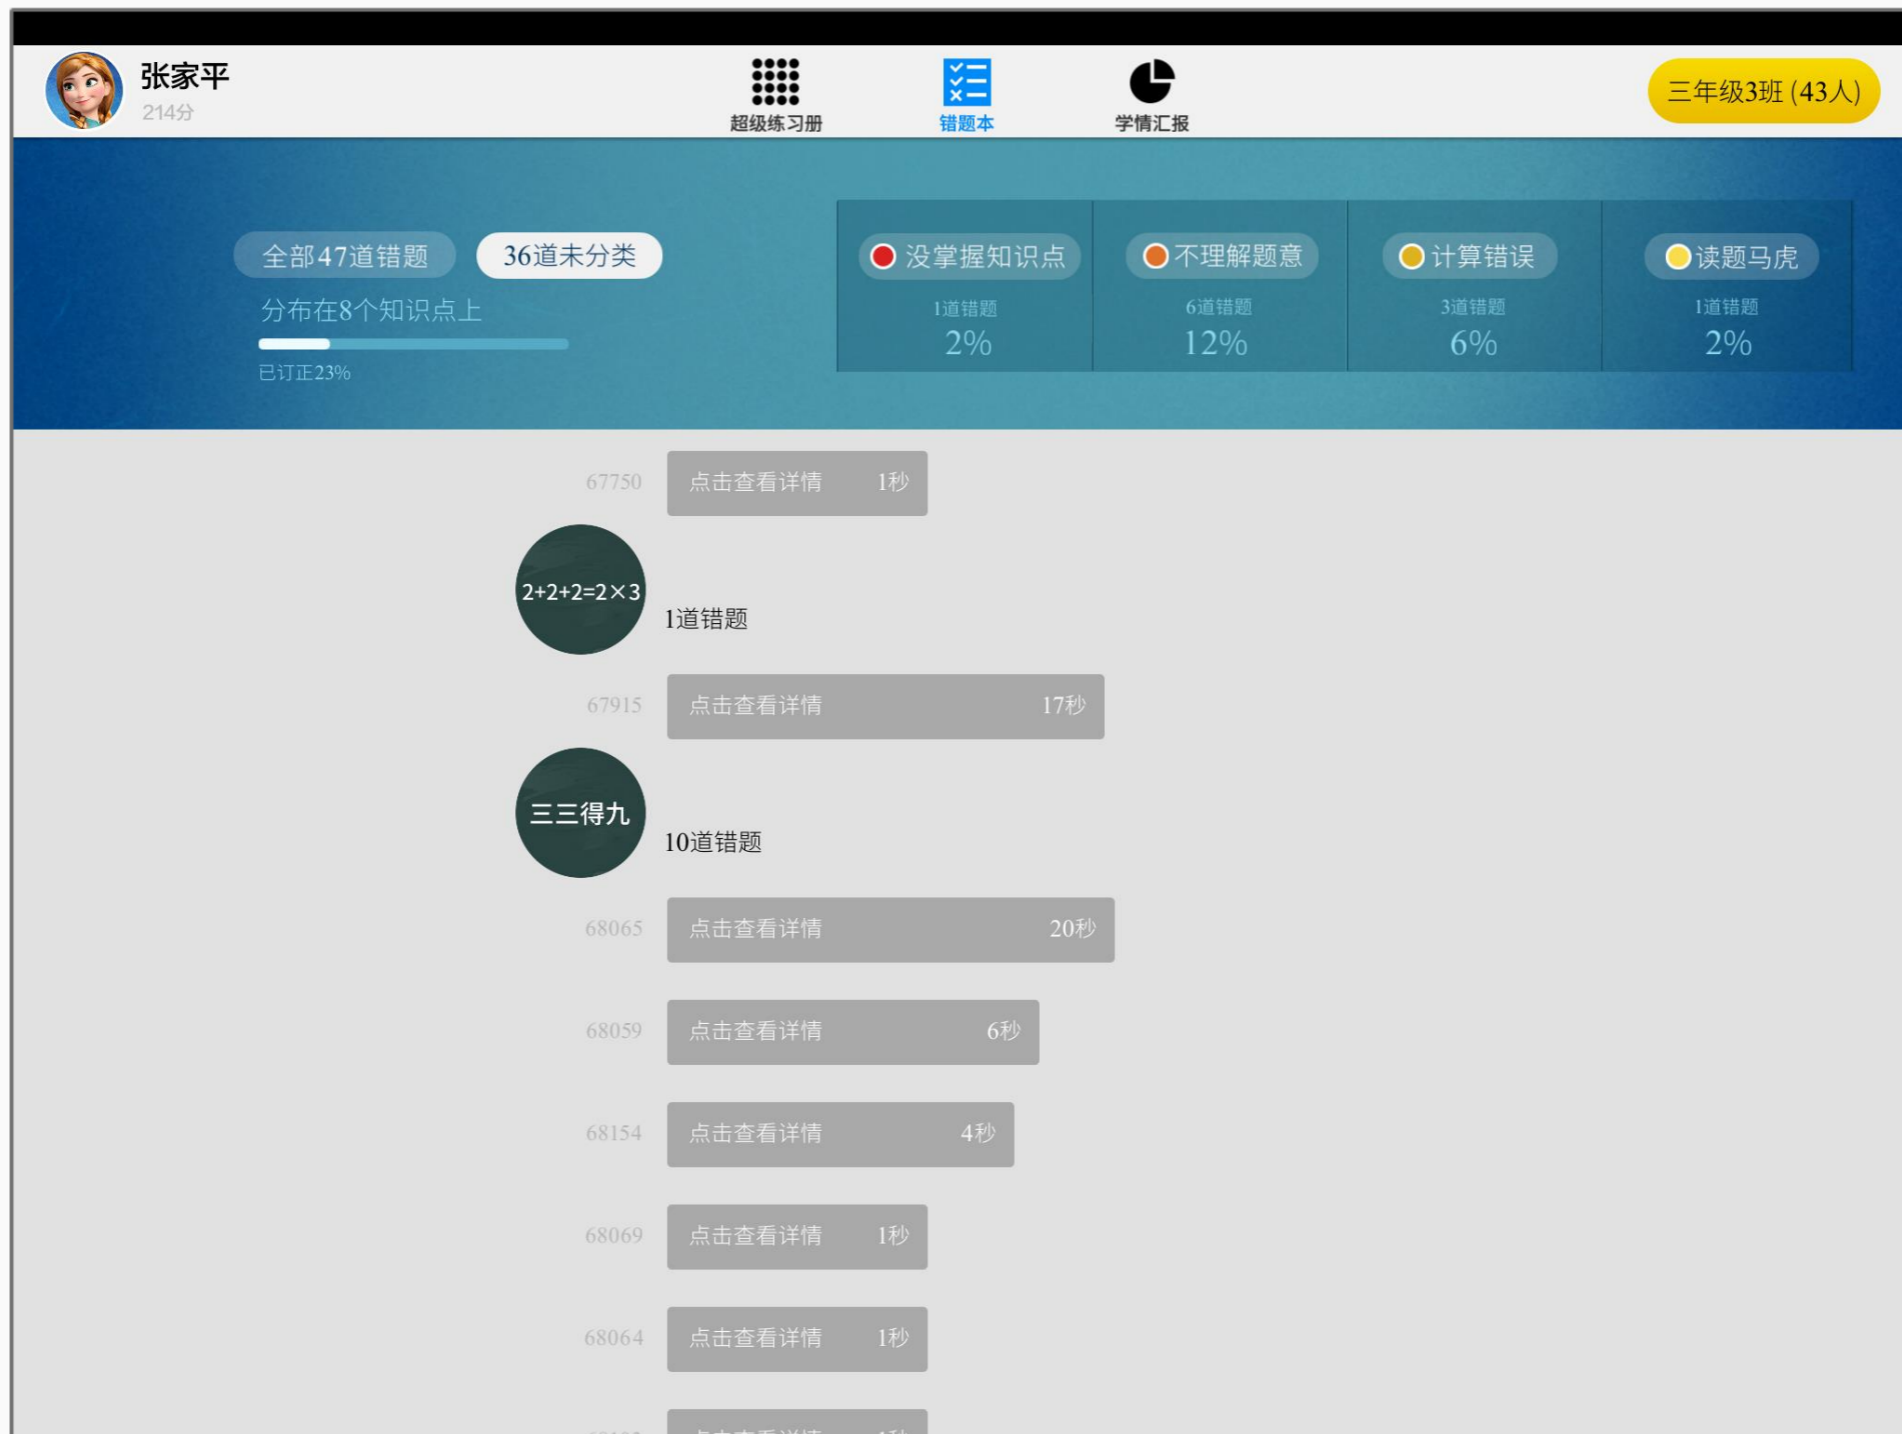 张家平
214分
超级练习册
错题本
学情汇报
三年级3班 (43人)
全部47道错题
36道未分类
分布在8个知识点上
已订正23%
没掌握知识点
1道错题
2%
不理解题意
6道错题
12%
计算错误
3道错题
6%
读题马虎
1道错题
2%
67750 点击查看详情 1秒
2+2+2=2×3
1道错题
67915 点击查看详情 17秒
三三得九
10道错题
68065 点击查看详情 20秒
68059 点击查看详情 6秒
68154 点击查看详情 4秒
68069 点击查看详情 1秒
68064 点击查看详情 1秒